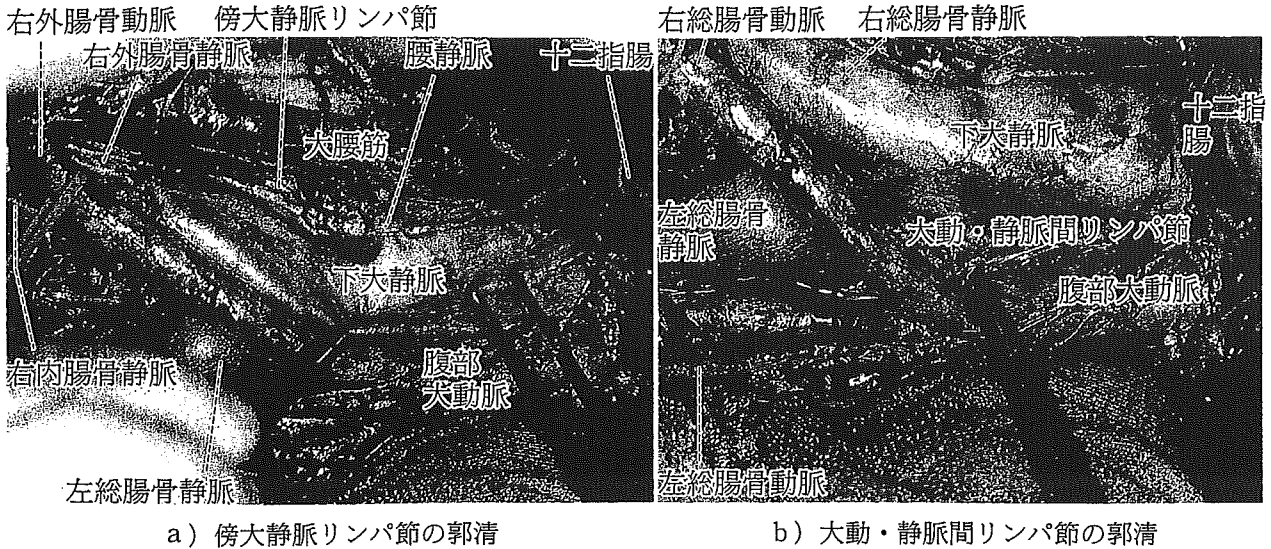 右外腸骨動脈
傍大静脈リンパ節
右外腸骨静脈
腰静脈
十二指腸
大腰筋
下大静脈
右内腸骨静脈
腹部
大動脈
左総腸骨静脈
a）傍大静脈リンパ節の郭清
右総腸骨動脈
右総腸骨静脈
十二指
腸
下大静脈
左総腸骨
静脈
大動・静脈間リンパ節
腹部大動脈
左総腸骨動脈
b）大動・静脈間リンパ節の郭清